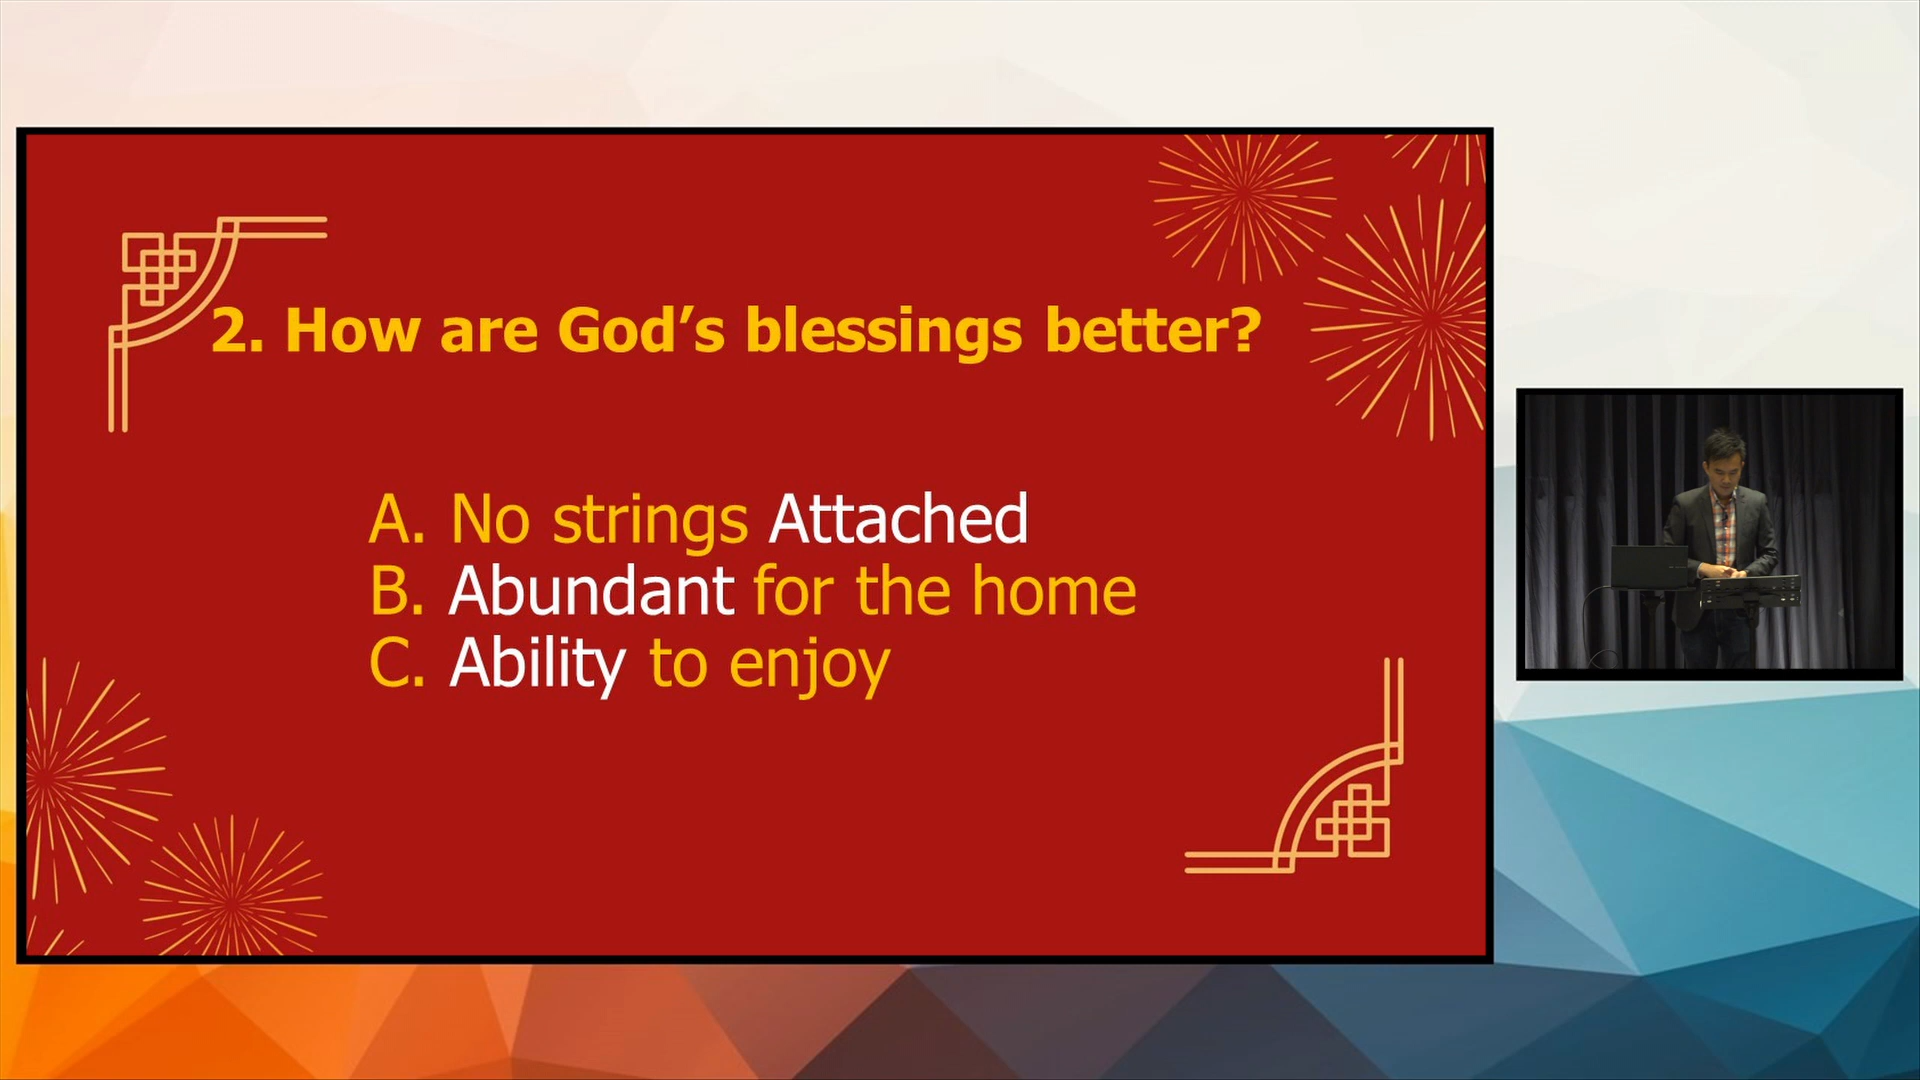 2. How are God’s blessings better?
A. No strings Attached
B. Abundant for the home
C. Ability to enjoy